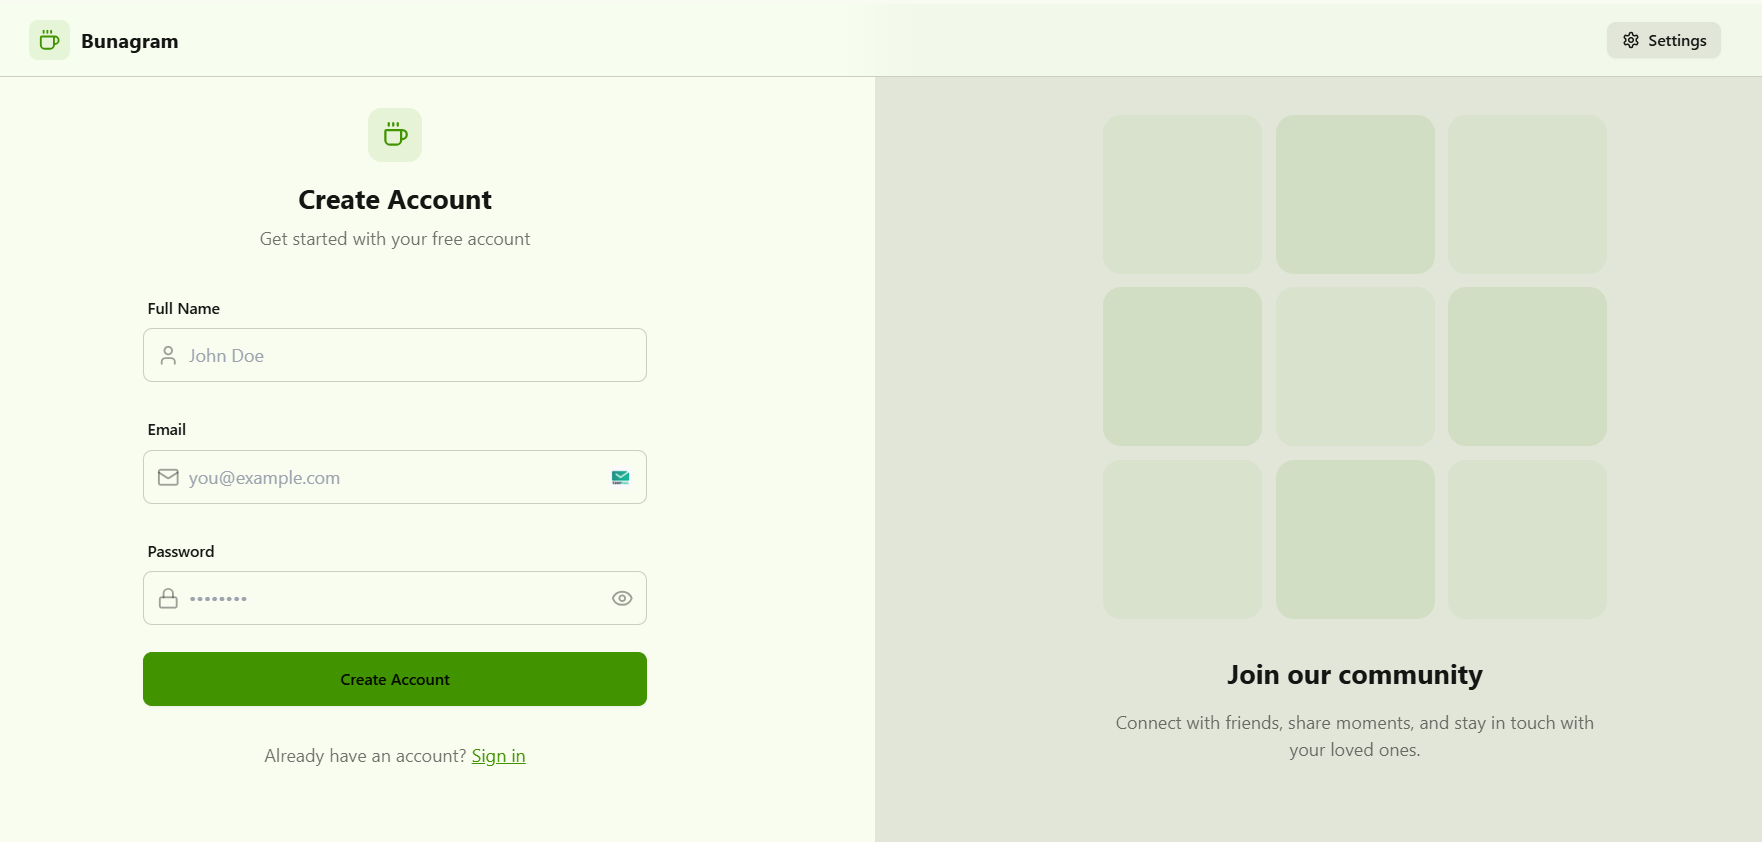 Bunagram
Settings
Create Account
Get started with your free account
Full Name
John Doe
Email
you@example.com
Password
••••••••
Create Account
Already have an account? Sign in
Join our community
Connect with friends, share moments, and stay in touch with
your loved ones.